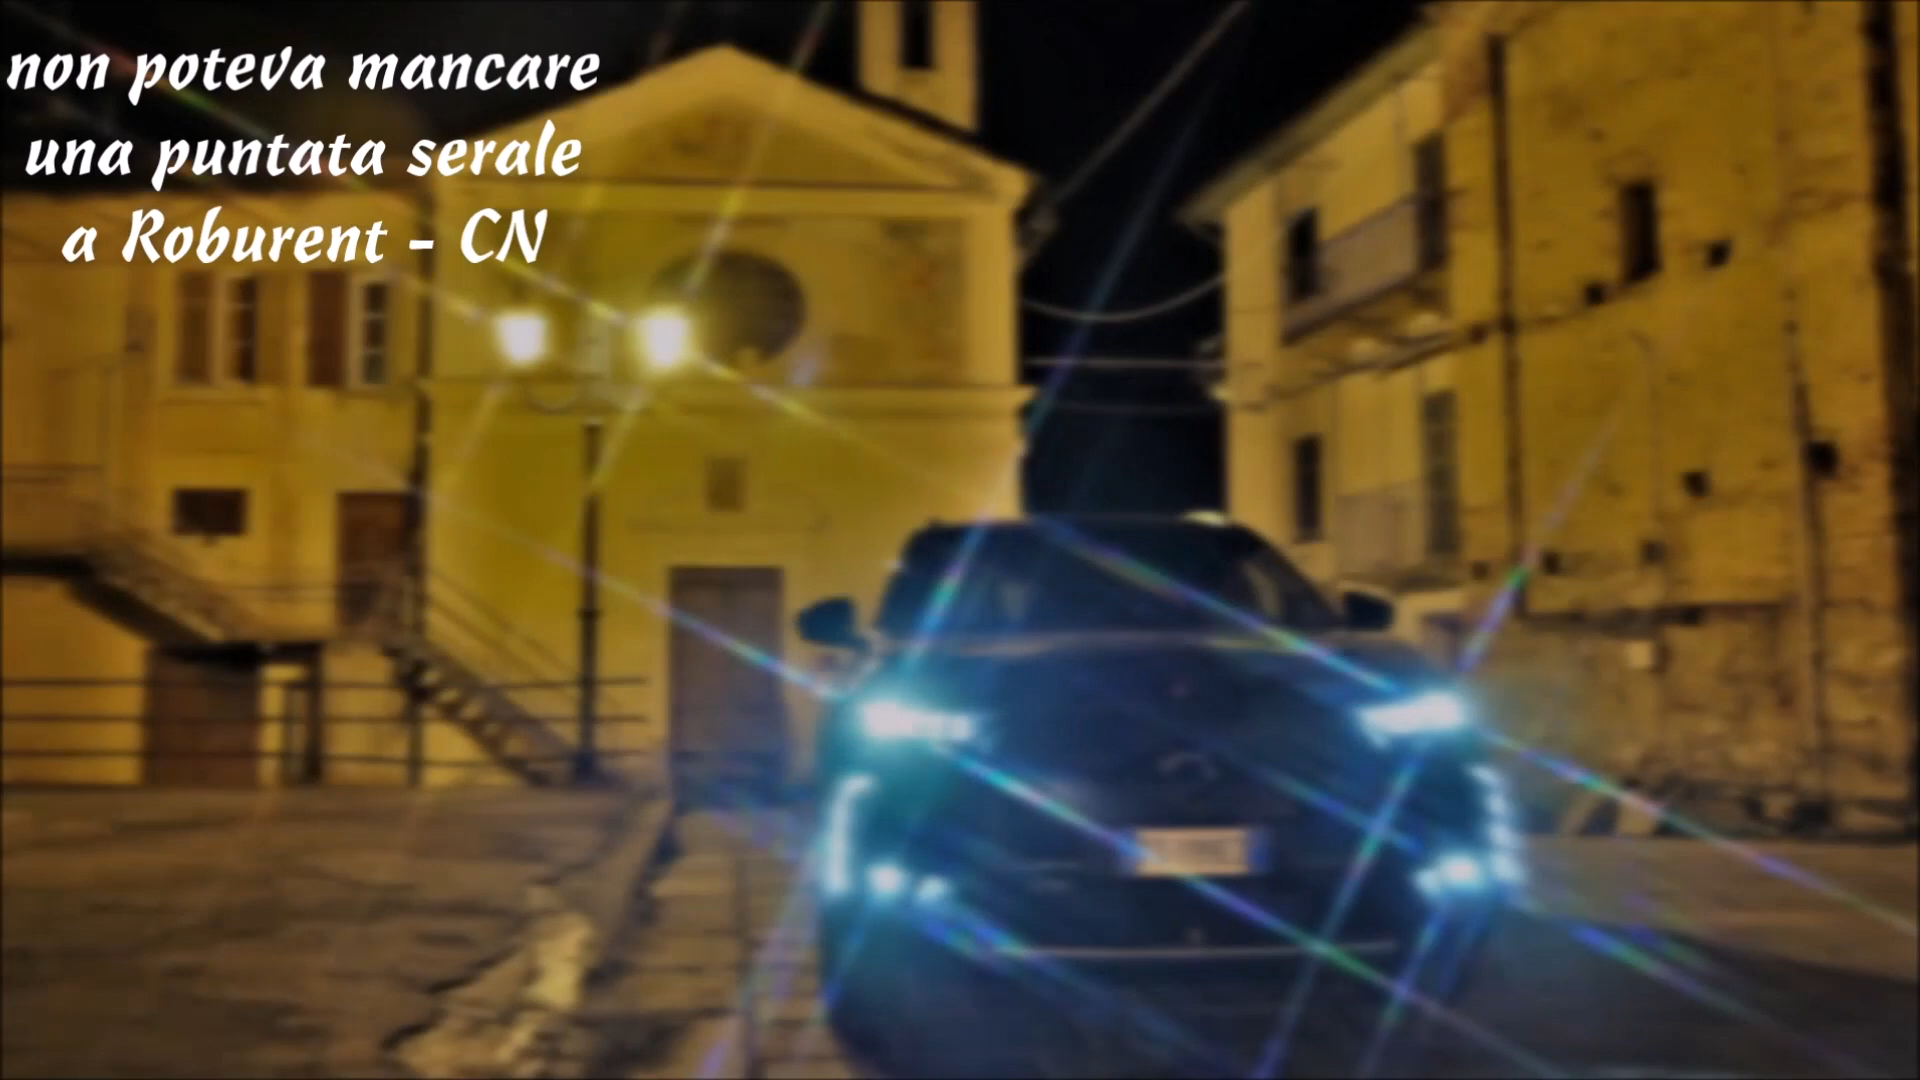 non poteva mancare
una puntata serale
a Roburent - CN